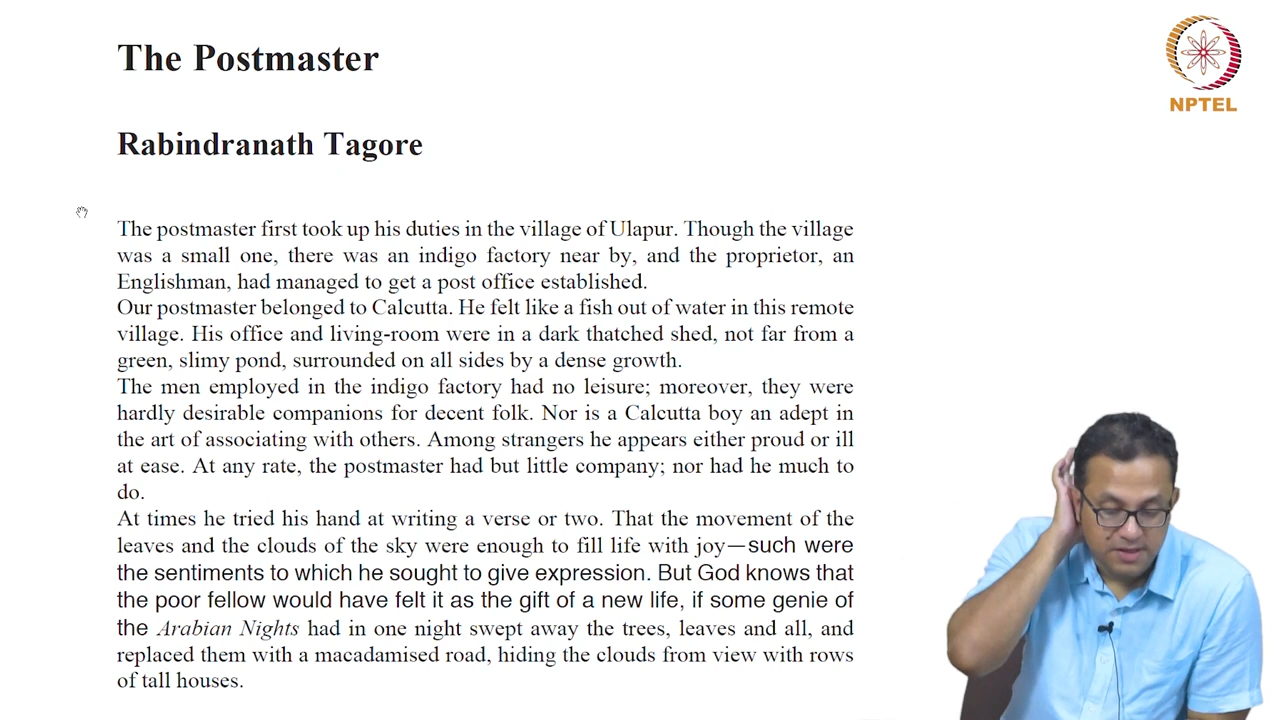 The Postmaster
NPTEL
Rabindranath Tagore
The postmaster first took up his duties in the village of Ulapur. Though the village
was a small one, there was an indigo factory near by, and the proprietor, an
Englishman, had managed to get a post office established.
Our postmaster belonged to Calcutta. He felt like a fish out of water in this remote
village. His office and living-room were in a dark thatched shed, not far from a
green, slimy pond, surrounded on all sides by a dense growth.
The men employed in the indigo factory had no leisure; moreover, they were
hardly desirable companions for decent folk. Nor is a Calcutta boy an adept in
the art of associating with others. Among strangers he appears either proud or ill
at ease. At any rate, the postmaster had but little company; nor had he much to
do.
At times he tried his hand at writing a verse or two. That the movement of the
leaves and the clouds of the sky were enough to fill life with joy—such were
the sentiments to which he sought to give expression. But God knows that
the poor fellow would have felt it as the gift of a new life, if some genie of
the Arabian Nights had in one night swept away the trees, leaves and all, and
replaced them with a macadamised road, hiding the clouds from view with rows
of tall houses.